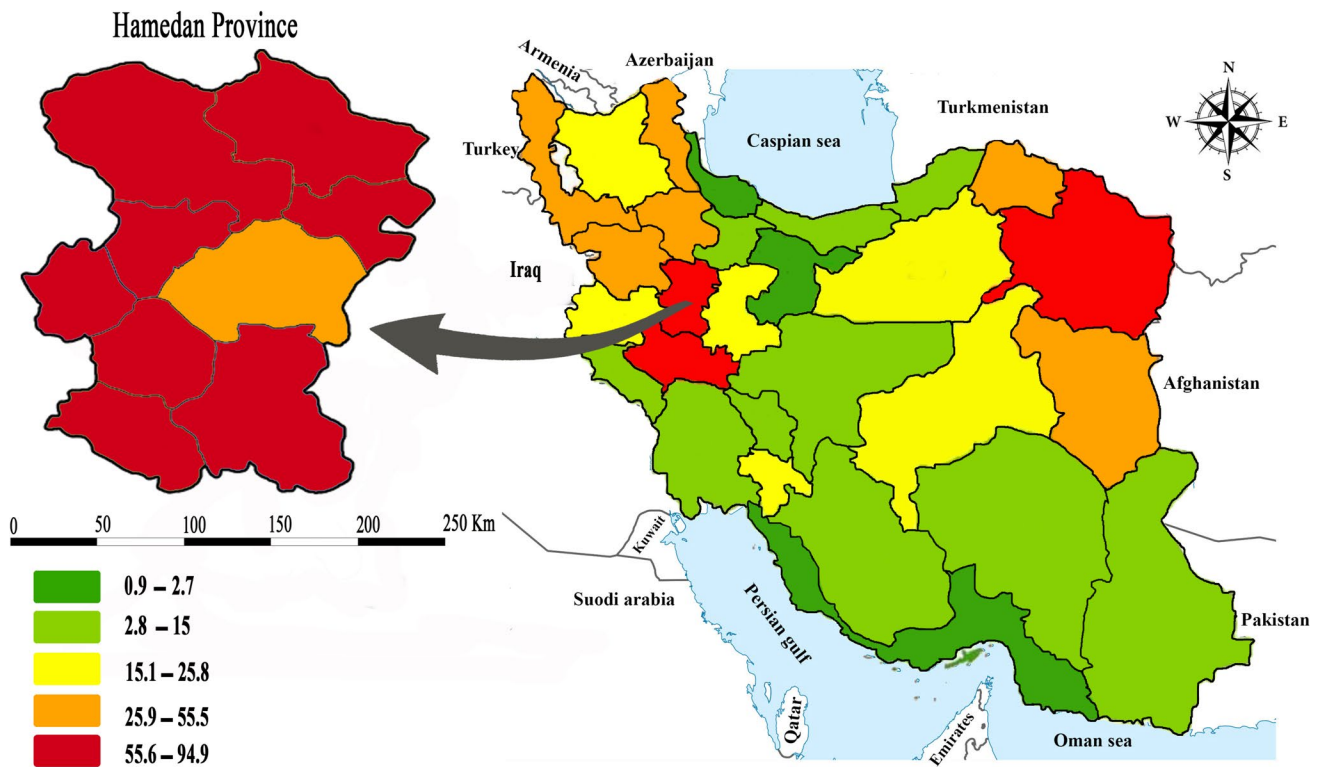 Hamedan Province
Armenia
Azerbaijan
Turkmenistan
N
W
E
S
Caspian sea
Turkey
Iraq
Afghanistan
0 50 100 150 200 250 Km
Kuwait
Suodi arabia
Persian gulf
Pakistan
Qatar
Emirates
Oman sea
0.9 – 2.7
2.8 – 15
15.1 – 25.8
25.9 – 55.5
55.6 – 94.9